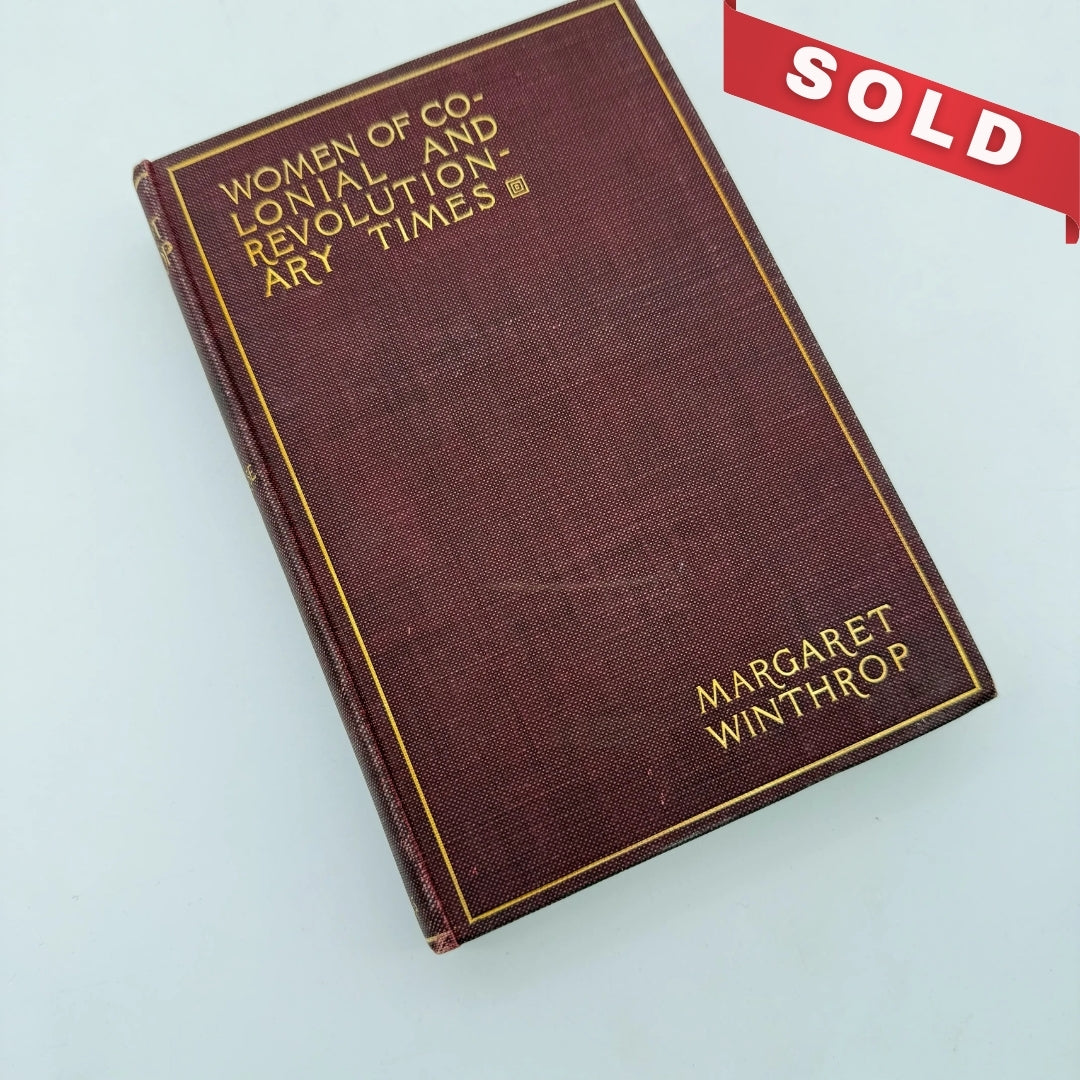 SOLD
WOMEN OF CO-
LONIAL AND
REVOLUTION-
ARY TIMES
MARGARET
WINTHROP